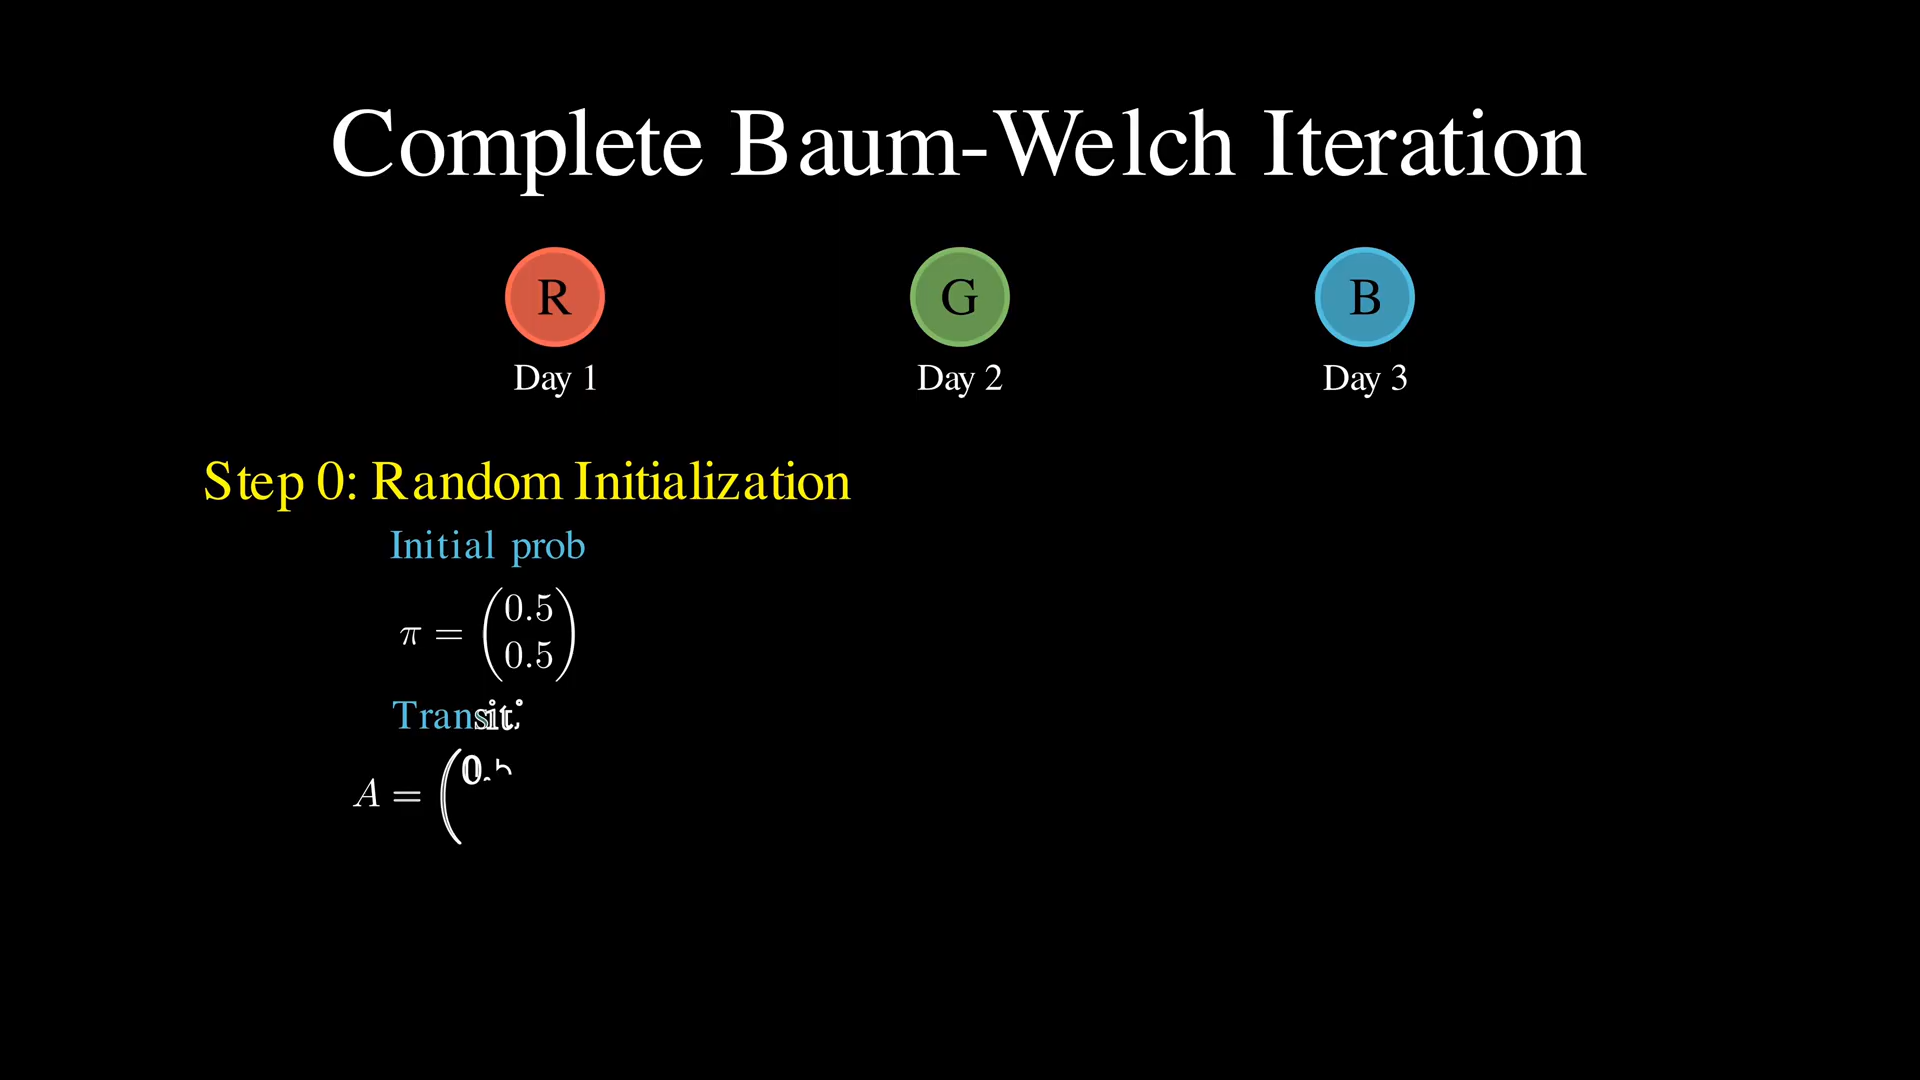 Complete Baum-Welch Iteration
R G B
Day 1 Day 2 Day 3
Step 0: Random Initialization
Initial prob
π = (0.5
0.5)
A = (